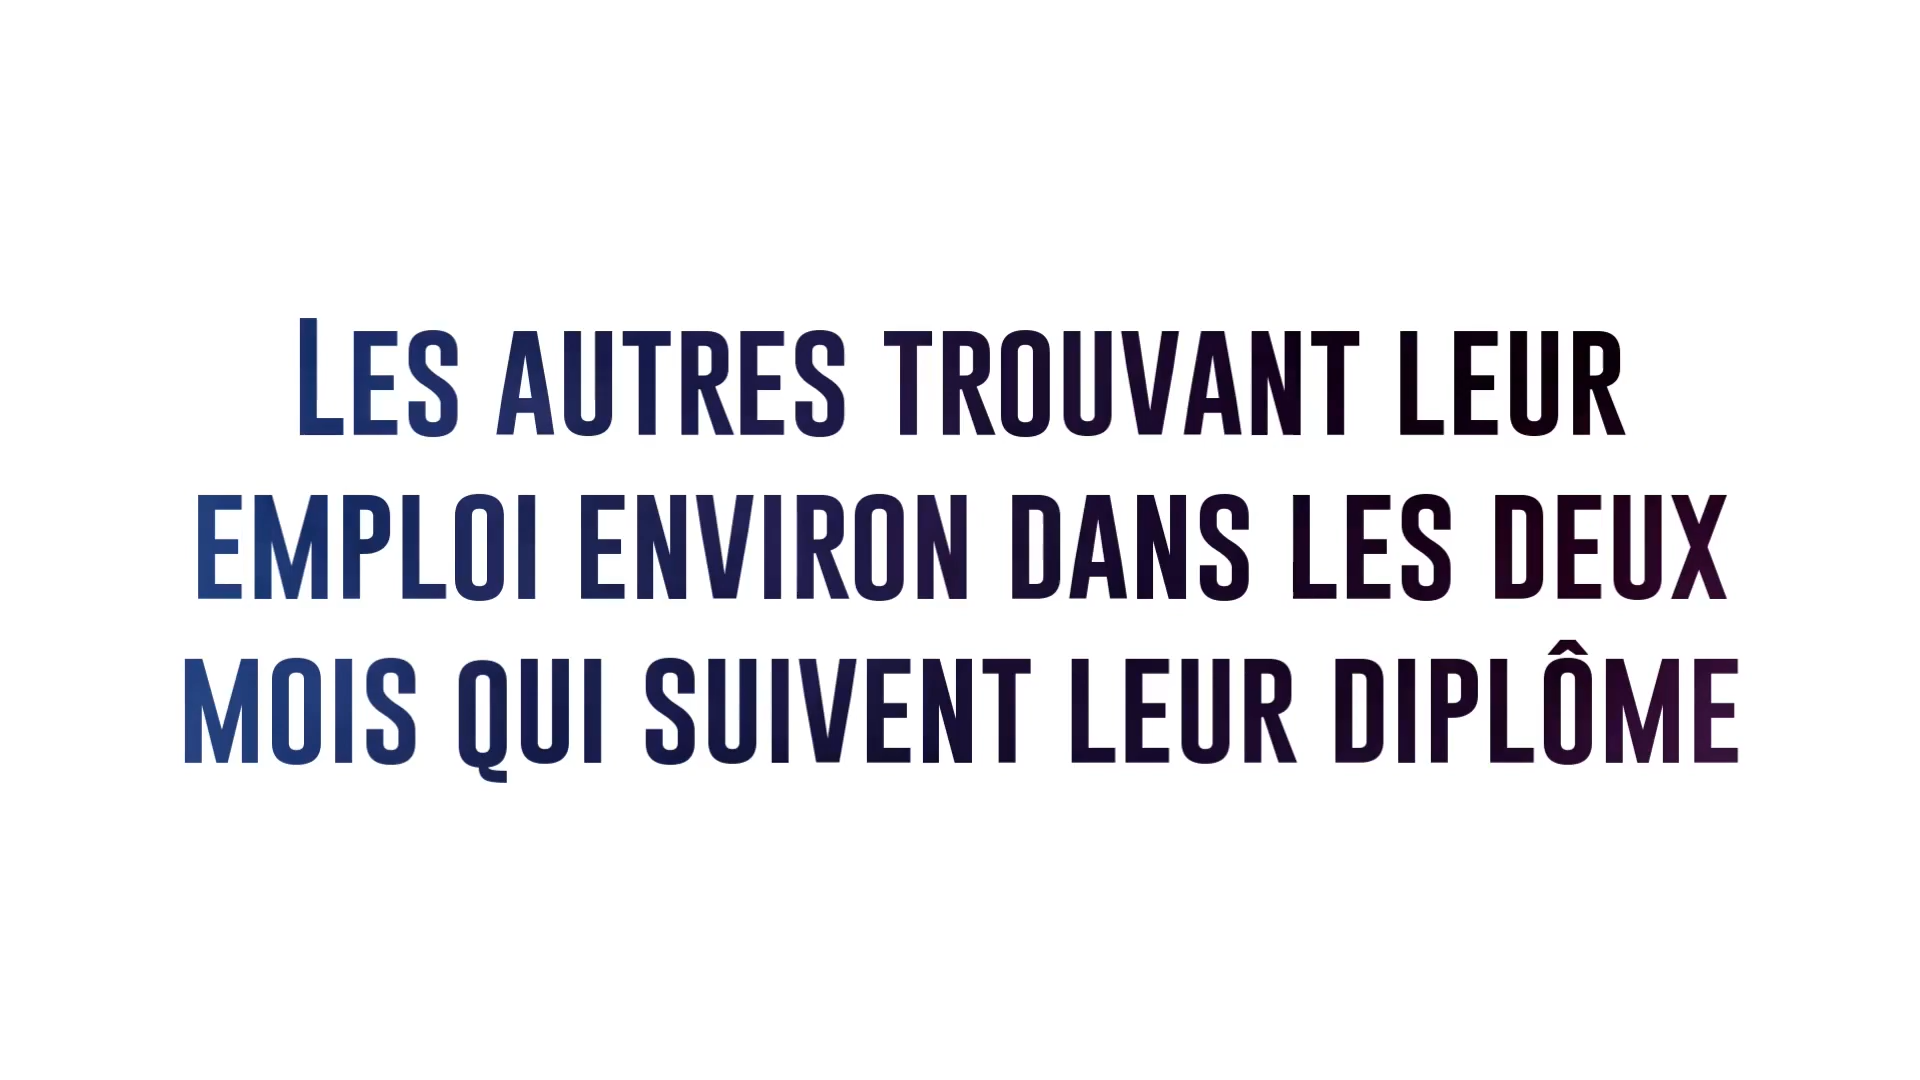 Les autres trouvant leur
emploi environ dans les deux
mois qui suivent leur diplôme